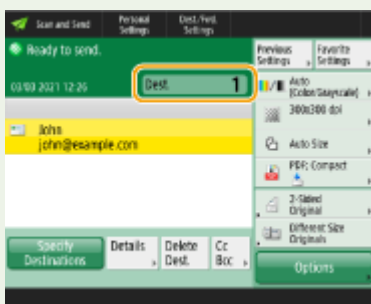 Scan and Send
Personal
Settings
Dest./Fwd.
Settings
Ready to send.
Previous
Settings
Favorite
Settings
03/03 2021 12:26
Dest.
1
Auto
(Color/Grayscale)
300x300 dpi
John
john@example.com
Auto Size
PDF: Compact
2-Sided
Original
Different Size
Originals
Specify
Destinations
Details
Delete
Dest.
Cc
Bcc
Options